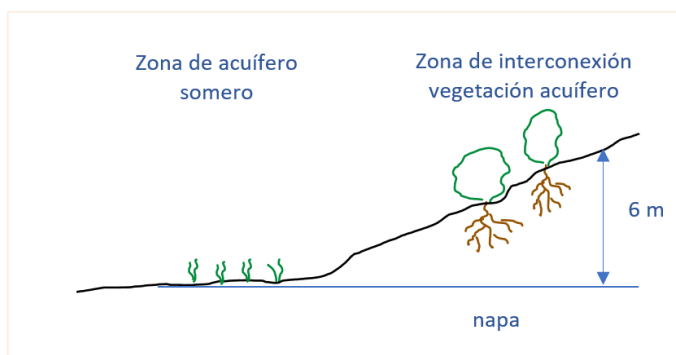 Zona de acuífero
somero
Zona de interconexión
vegetación acuífero
6 m
napa